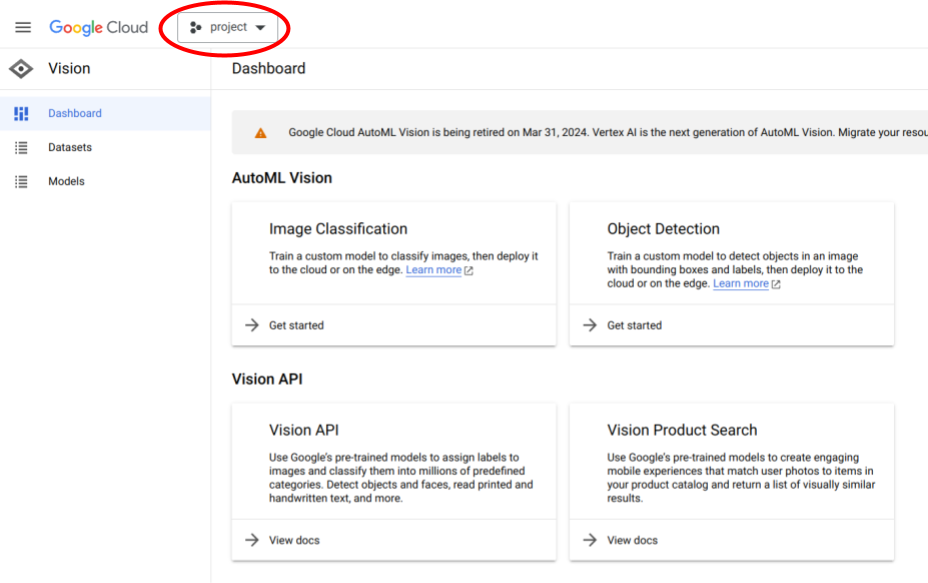 Google Cloud
project
Vision
Dashboard
Dashboard
Datasets
Models
Google Cloud AutoML Vision is being retired on Mar 31, 2024. Vertex AI is the next generation of AutoML Vision. Migrate your
AutoML Vision
Image Classification
Train a custom model to classify images, then deploy it
to the cloud or on the edge. Learn more
Get started
Object Detection
Train a custom model to detect objects in an image
with bounding boxes and labels, then deploy it to the
cloud or on the edge. Learn more
Get started
Vision API
Vision API
Use Google's pre-trained models to assign labels to
images and classify them into millions of predefined
categories. Detect objects and faces, read printed and
handwritten text, and more.
View docs
Vision Product Search
Use Google's pre-trained models to create engaging
mobile experiences that match user photos to items in
your product catalog and return a list of visually similar
results.
View docs